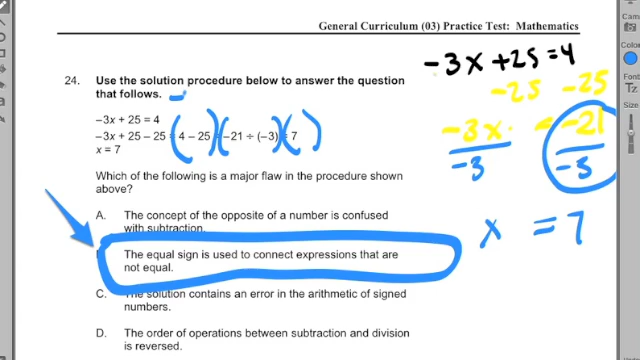 General Curriculum (03) Practice Test: Mathematics
24. Use the solution procedure below to answer the question
that follows.
-3x + 25 = 4
-3x + 25 - 25 = 4 - 25 = -21 ÷ (-3) = 7
x = 7
Which of the following is a major flaw in the procedure shown
above?
A. The concept of the opposite of a number is confused
with subtraction.
The equal sign is used to connect expressions that are
not equal.
C. The solution contains an error in the arithmetic of signed
numbers.
D. The order of operations between subtraction and division
is reversed.
-3x +25 = 4
-25 -25
-3x = -21
-3 -3
x = 7
Color
Font
Tz